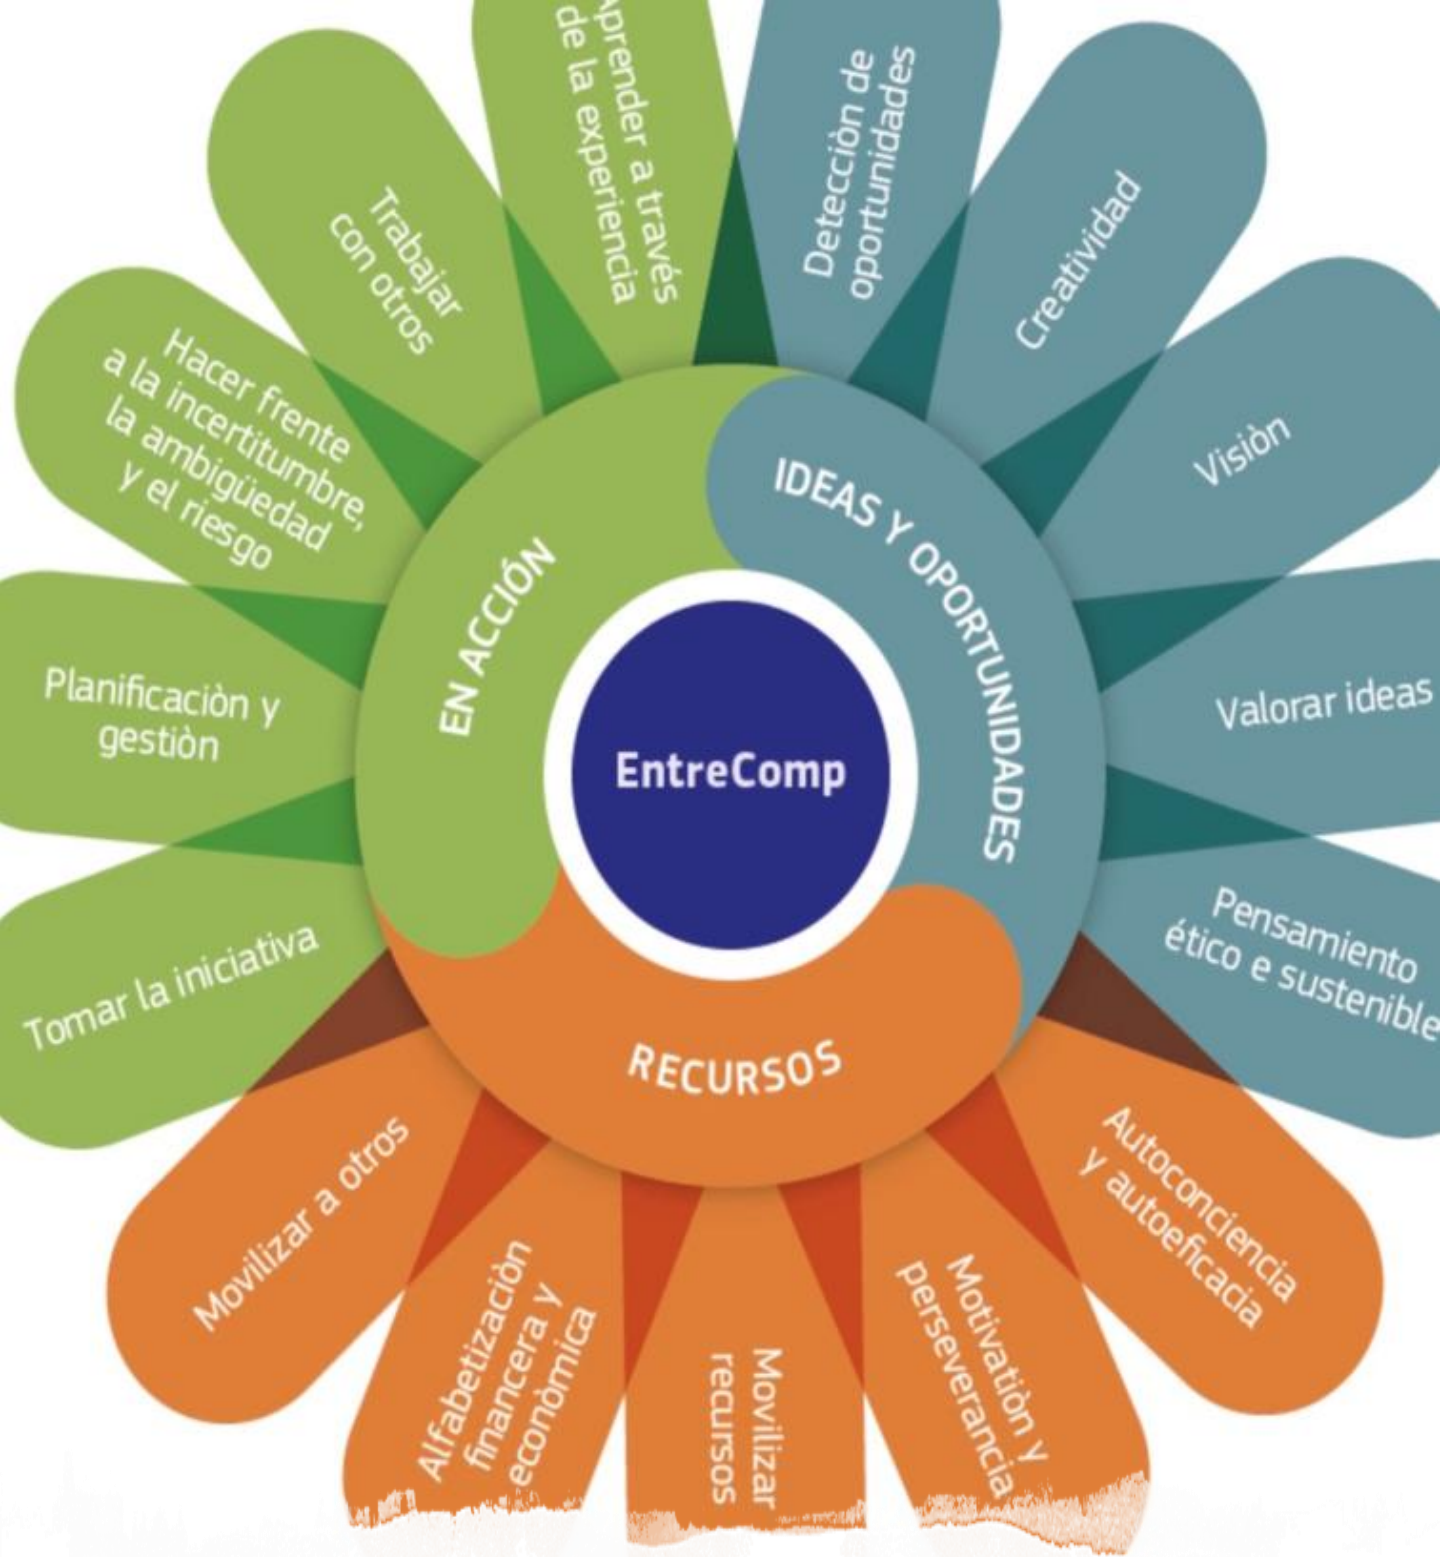 EntreComp
IDEAS Y OPORTUNIDADES
Detecciòn de
oportunidades
Creatividad
Visiòn
Valorar ideas
Pensamiento
ético e sustenible
RECURSOS
Autoconciencia
y autoeficacia
Motivatiòn y
perseverancia
Movilizar
recursos
Alfabetizaciòn
financera y
econòmica
Movilizar a otros
EN ACCIÓN
Tomar la iniciativa
Planificaciòn y
gestiòn
Hacer frente
a la incertitumbre,
la ambigüedad
y el riesgo
Trabajar
con otros
Aprender a través
de la experiencia